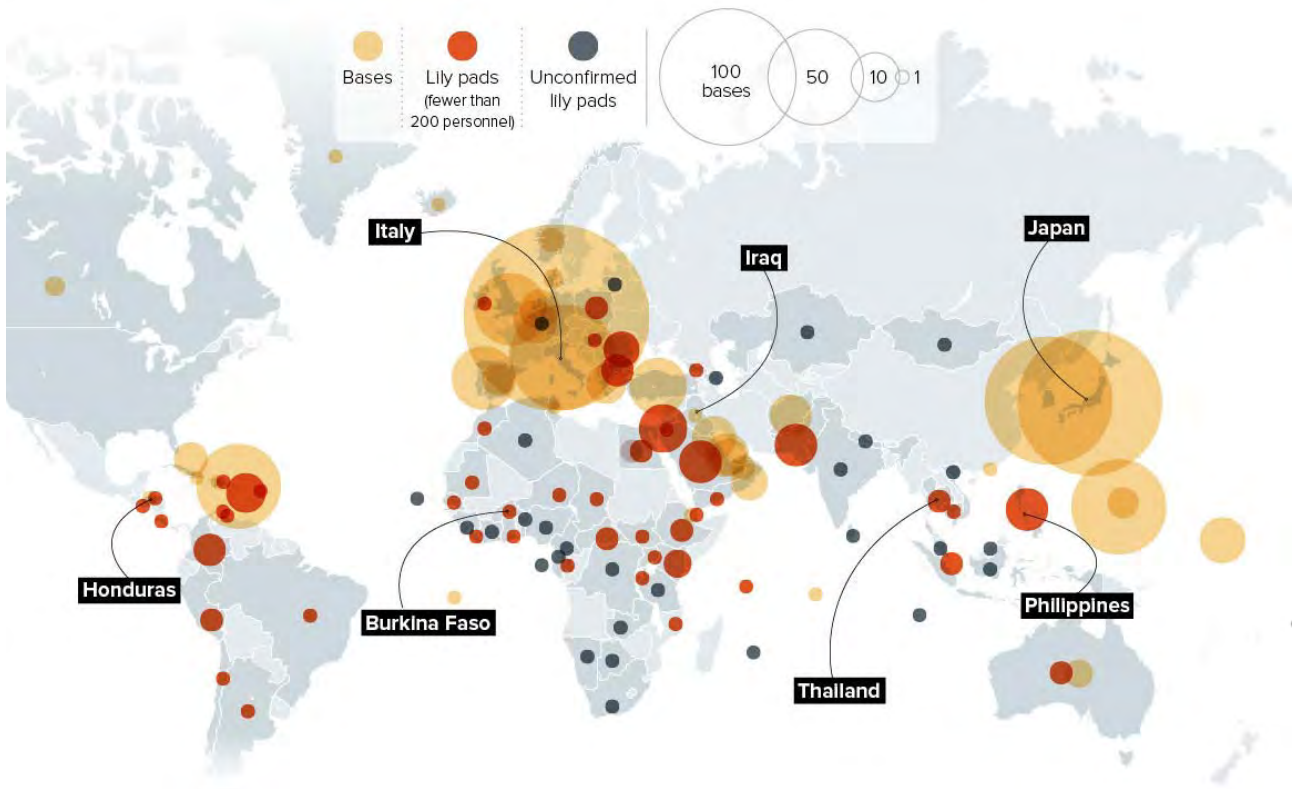 Bases
Lily pads
(fewer than
200 personnel)
Unconfirmed
lily pads
100
bases
50
10
1
Italy
Iraq
Japan
Honduras
Burkina Faso
Thailand
Philippines